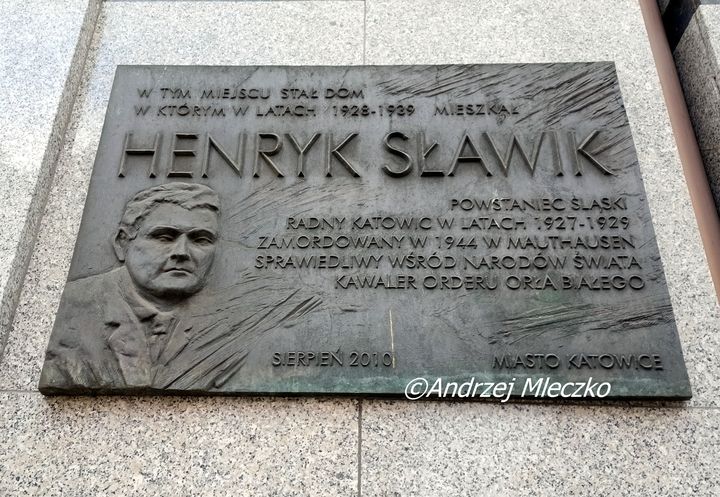 W TYM MIEJSCU STAŁ DOM
W KTÓRYM W LATACH 1928-1939 MIESZKAŁ
HENRYK SŁAWIK
POWSTANIEC ŚLĄSKI
RADNY KATOWIC W LATACH 1927-1929
ZAMORDOWANY W 1944 W MAUTHAUSEN
SPRAWIEDLIWY WŚRÓD NARODÓW ŚWIATA
KAWALER ORDERU ORŁA BIAŁEGO
SIERPIEŃ 2010 MIASTO KATOWICE
©Andrzej Mleczko